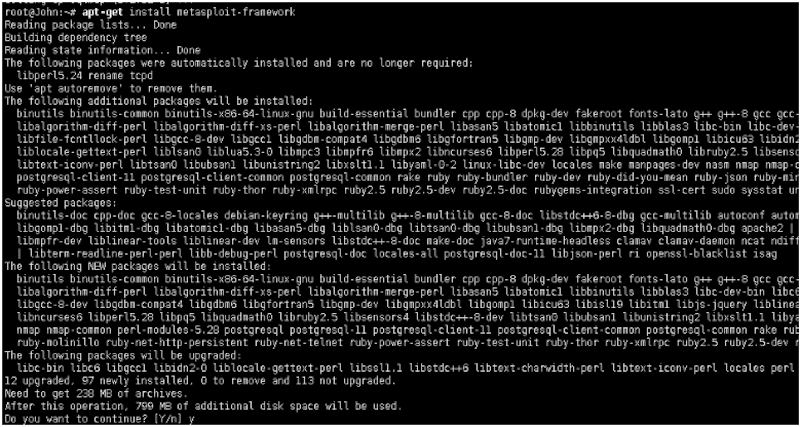 root@John:~# apt-get install metasploit-framework
Reading package lists... Done
Building dependency tree
Reading state information... Done
The following packages were automatically installed and are no longer required:
libperl5.24 rename tcpd
Use 'apt autoremove' to remove them.
The following additional packages will be installed:
binutils binutils-common binutils-x86-64-linux-gnu build-essential bundler cpp cpp-8 dpkg-dev fakeroot fonts-lato g++ g++-8 gcc gcc-
libalgorithm-diff-perl libalgorithm-diff-xs-perl libalgorithm-merge-perl libasan5 libatomic1 libbinutils libblas3 libc-bin libc-dev-
libfile-fcntllock-perl libgcc-8-dev libgcc1 libgdbm-compat4 libgdbm6 libgfortran5 libgmp-dev libgmpxx4ldbl libgomp1 libicu63 libidn2
liblocale-gettext-perl liblsan0 liblua5.3-0 libmpc3 libmpfr6 libmpx2 libncurses6 libperl5.28 libpq5 libquadmath0 libruby2.5 libsenso
libtext-iconv-perl libtsan0 libubsan1 libunistring2 libxslt1.1 libyaml-0-2 linux-libc-dev locales make manpages-dev nasm nmap nmap-c
postgresql-client-11 postgresql-client-common postgresql-common rake ruby ruby-bundler ruby-dev ruby-did-you-mean ruby-json ruby-min
ruby-power-assert ruby-test-unit ruby-thor ruby-xmlrpc ruby2.5 ruby2.5-dev ruby2.5-doc rubygems-integration ssl-cert sudo sysstat un
Suggested packages:
binutils-doc cpp-doc gcc-8-locales debian-keyring g++-multilib g++-8-multilib gcc-8-doc libstdc++6-8-dbg gcc-multilib autoconf autom
libgomp1-dbg libitm1-dbg libatomic1-dbg libasan5-dbg liblsan0-dbg libtsan0-dbg libubsan1-dbg libmpx2-dbg libquadmath0-dbg apache2 |
libmpfr-dev liblinear-tools liblinear-dev lm-sensors libstdc++-8-doc make-doc java7-runtime-headless clamav clamav-daemon ncat ndiff
| libterm-readline-perl-perl libb-debug-perl postgresql-doc locales-all postgresql-doc-11 libjson-perl ri openssl-blacklist isag
The following NEW packages will be installed:
binutils binutils-common binutils-x86-64-linux-gnu build-essential bundler cpp cpp-8 dpkg-dev fakeroot fonts-lato g++ g++-8 gcc gcc-
libalgorithm-diff-perl libalgorithm-diff-xs-perl libalgorithm-merge-perl libasan5 libatomic1 libbinutils libblas3 libc-dev-bin libc6
libgcc-8-dev libgdbm-compat4 libgdbm6 libgfortran5 libgmp-dev libgmpxx4ldbl libgomp1 libicu63 libisl19 libitm1 libjs-jquery liblinea
libncurses6 libperl5.28 libpq5 libquadmath0 libruby2.5 libsensors4 libstdc++-8-dev libtsan0 libubsan1 libunistring2 libxslt1.1 libya
nmap nmap-common perl-modules-5.28 postgresql postgresql-11 postgresql-client-11 postgresql-client-common postgresql-common rake rub
ruby-molinillo ruby-net-http-persistent ruby-net-telnet ruby-power-assert ruby-test-unit ruby-thor ruby-xmlrpc ruby2.5 ruby2.5-dev r
The following packages will be upgraded:
libc-bin libc6 libgcc1 libidn2-0 liblocale-gettext-perl libssl1.1 libstdc++6 libtext-charwidth-perl libtext-iconv-perl locales perl
12 upgraded, 97 newly installed, 0 to remove and 113 not upgraded.
Need to get 238 MB of archives.
After this operation, 799 MB of additional disk space will be used.
Do you want to continue? [Y/n] y